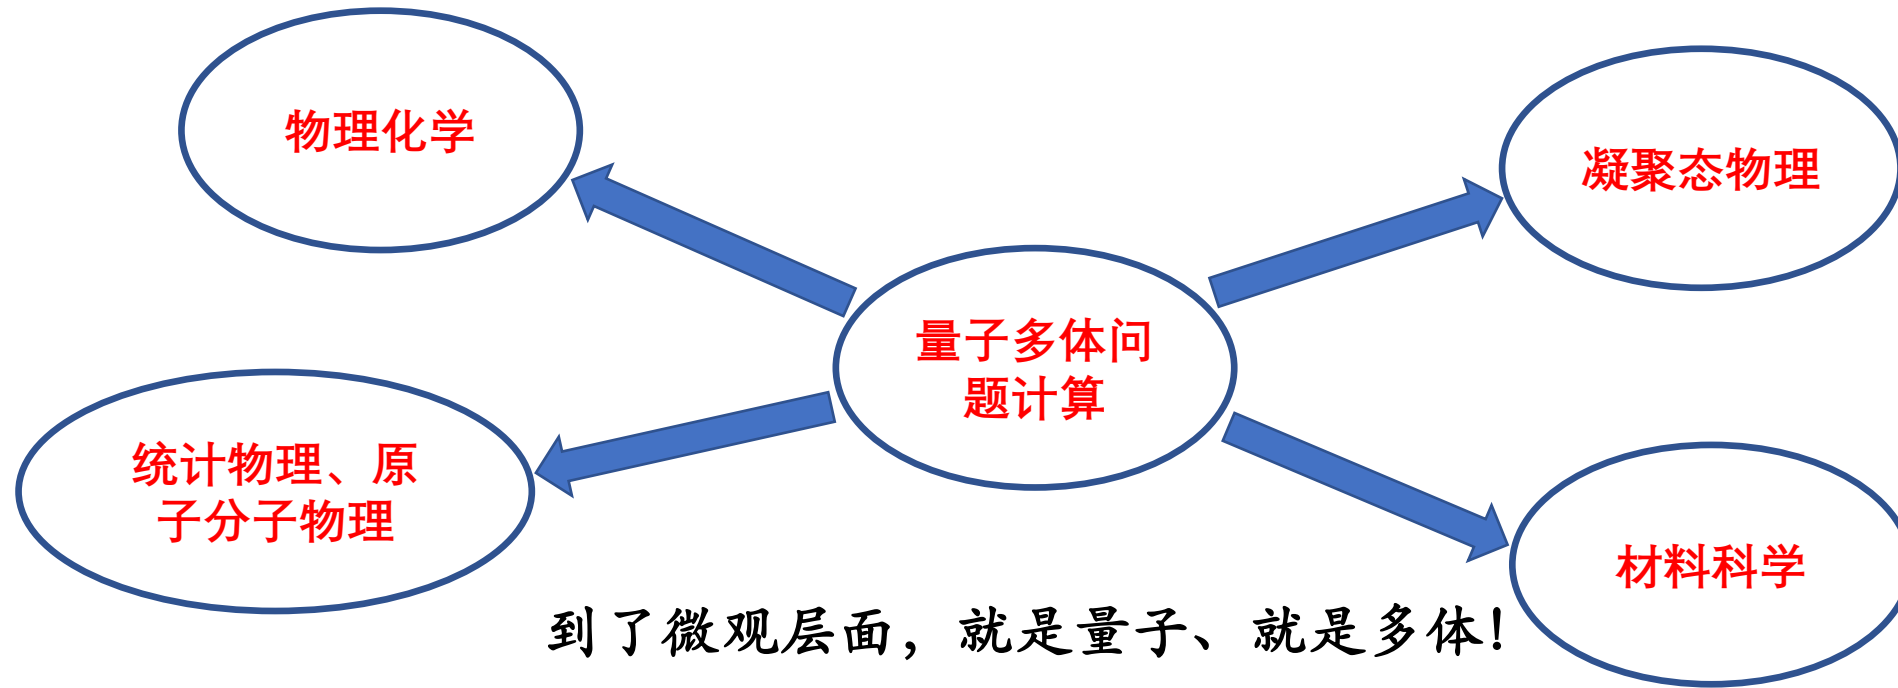 物理化学
凝聚态物理
量子多体问
题计算
统计物理、原
子分子物理
材料科学
到了微观层面，就是量子、就是多体！